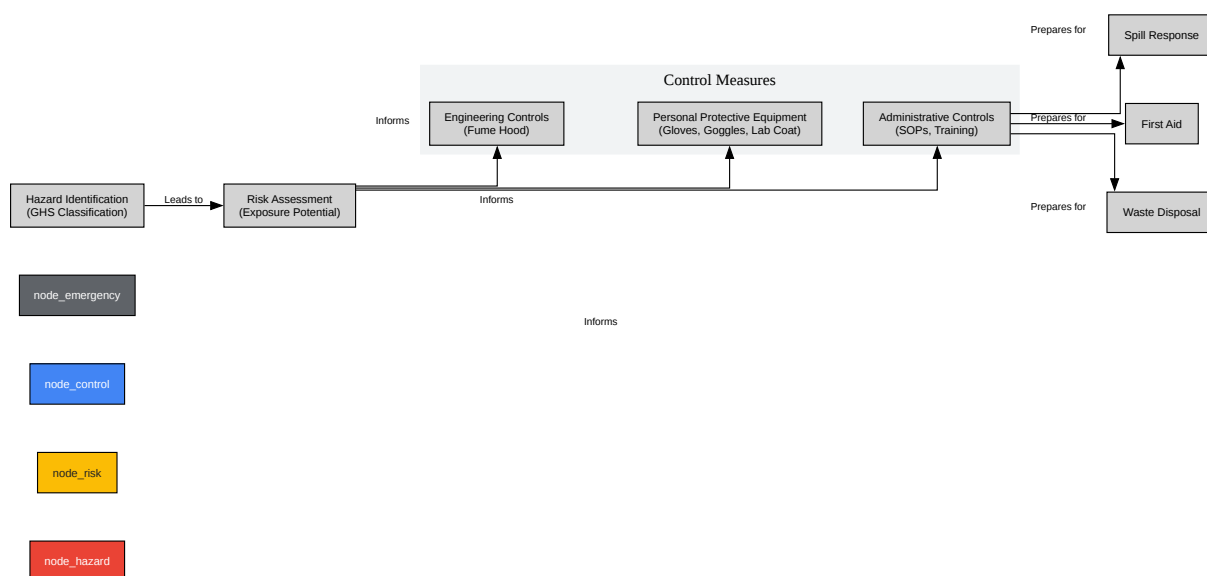 Prepares for
Spill Response
Control Measures
Informs
Engineering Controls
(Fume Hood)
Personal Protective Equipment
(Gloves, Goggles, Lab Coat)
Administrative Controls
(SOPs, Training)
Prepares for
First Aid
Hazard Identification
(GHS Classification)
Leads to
Risk Assessment
(Exposure Potential)
Informs
Prepares for
Waste Disposal
node_emergency
Informs
node_control
node_risk
node_hazard